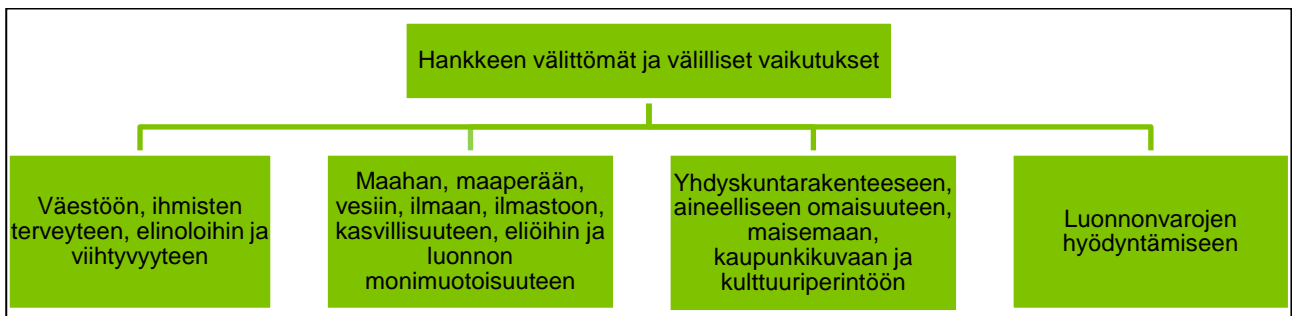 Hankkeen välittömät ja välilliset vaikutukset
Väestöön, ihmisten
terveyteen, elinoloihin ja
viihtyvyyteen
Maahan, maaperään,
vesiin, ilmaan, ilmastoon,
kasvillisuuteen, eliöihin ja
luonnon
monimuotoisuuteen
Yhdyskuntarakenteeseen,
aineelliseen omaisuuteen,
maisemaan,
kaupunkikuvaan ja
kulttuuriperintöön
Luonnonvarojen
hyödyntämiseen